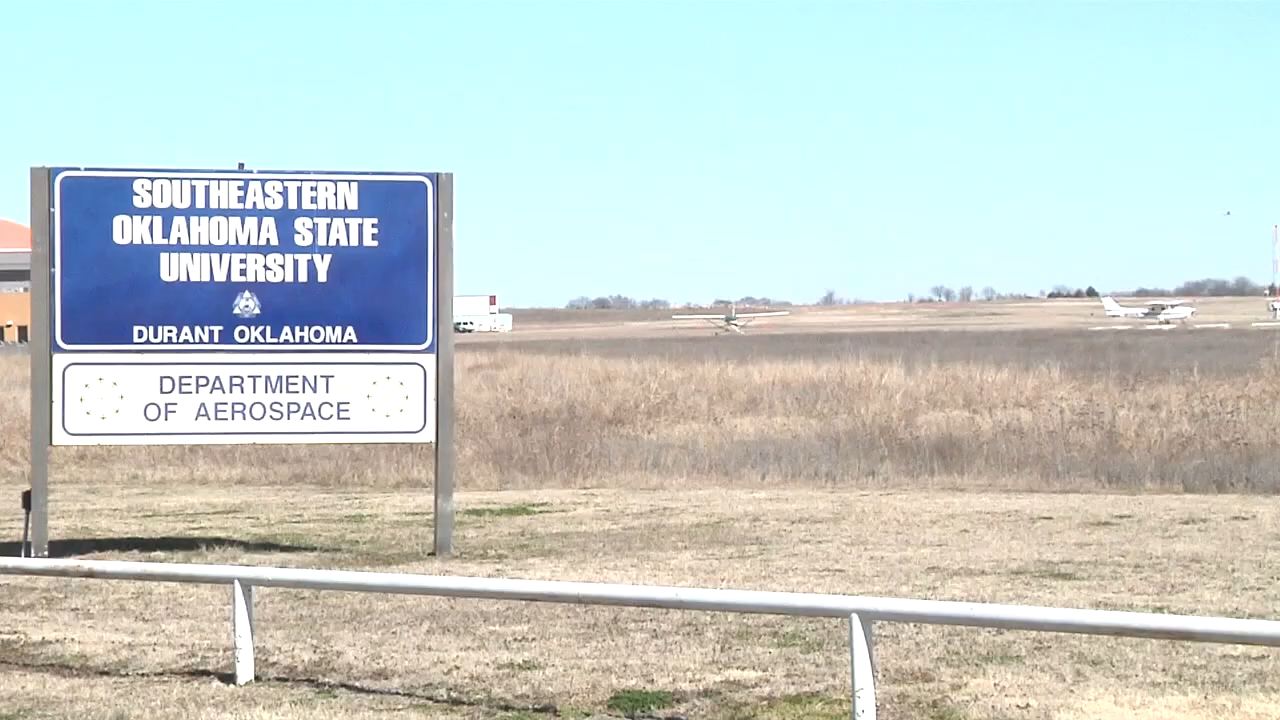 SOUTHEASTERN
OKLAHOMA STATE
UNIVERSITY
DURANT OKLAHOMA
DEPARTMENT
OF AEROSPACE